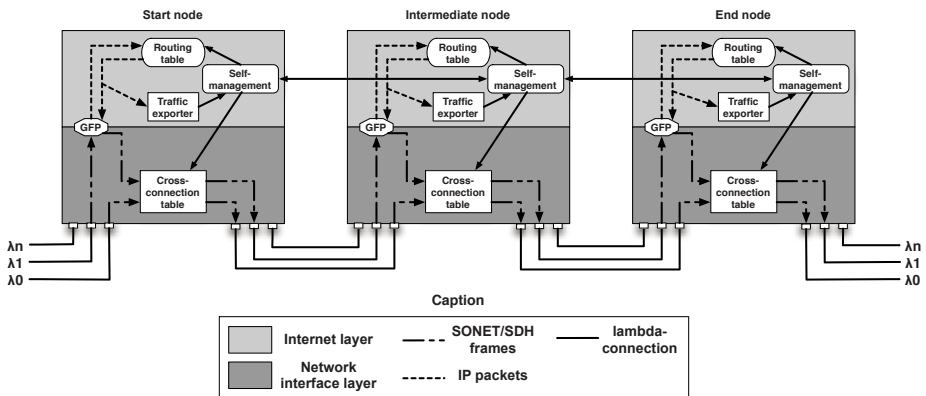 Start node
Intermediate node
End node
Routing
table
Self-
management
Traffic
exporter
GFP
Cross-
connection
table
Routing
table
Self-
management
Traffic
exporter
GFP
Cross-
connection
table
Routing
table
Self-
management
Traffic
exporter
GFP
Cross-
connection
table
λn
λ1
λ0
λn
λ1
λ0
Caption
Internet layer
Network
interface layer
SONET/SDH
frames
IP packets
lambda-
connection